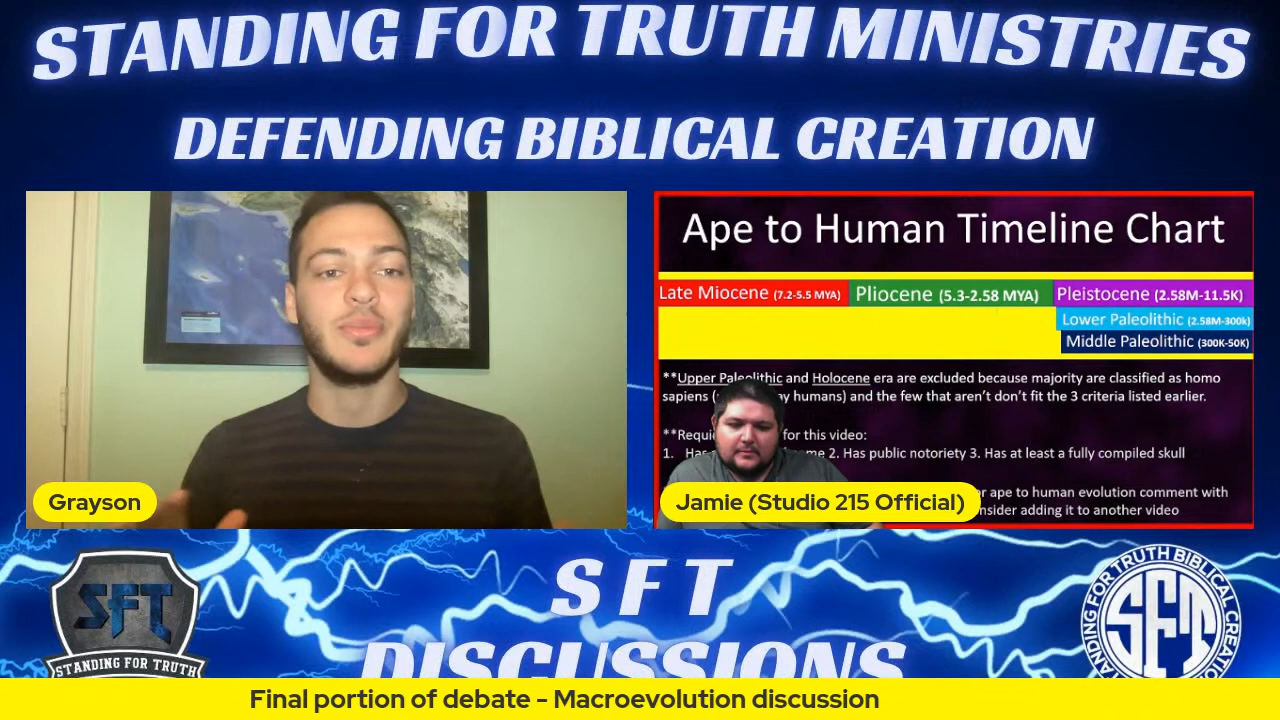 STANDING FOR TRUTH MINISTRIES
DEFENDING BIBLICAL CREATION
Ape to Human Timeline Chart
Late Miocene (7.2-5.5 MYA)
Pliocene (5.3-2.58 MYA)
Pleistocene (2.58M-11.5K)
Lower Paleolithic (2.58M-300k)
Middle Paleolithic (300K-50K)
**Upper Paleolithic and Holocene era are excluded because majority are classified as homo
sapiens ( humans) and the few that aren't don't fit the 3 criteria listed earlier.
** for this video:
1. 2. Has public notoriety 3. Has at least a fully compiled skull
or ape to human evolution comment with
adding it to another video
Grayson
Jamie (Studio 215 Official)
SFT
STANDING FOR TRUTH
SFT DISCUSSIONS
STANDING FOR TRUTH BIBLICAL
SFT
Final portion of debate - Macroevolution discussion